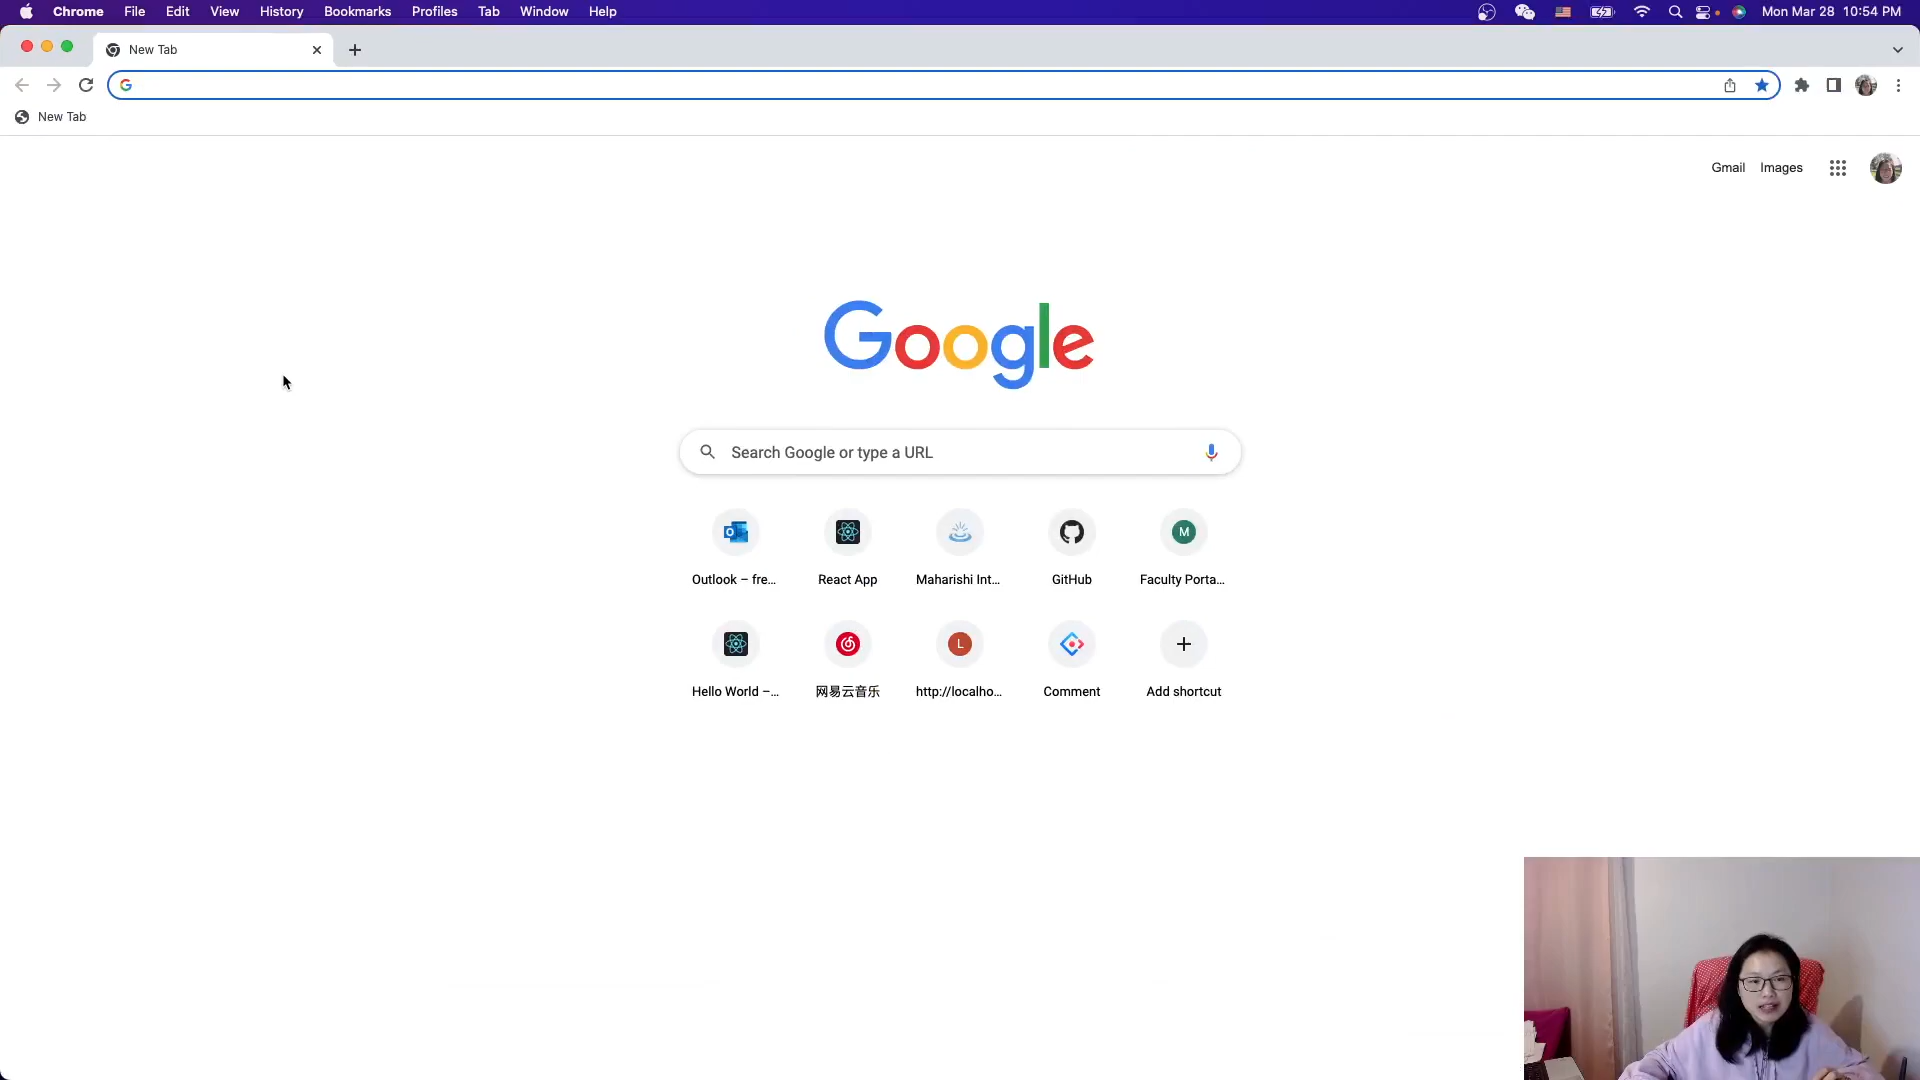 Chrome File Edit View History Bookmarks Profiles Tab Window Help Mon Mar 28 10:54 PM
New Tab
New Tab
Gmail Images
Google
Search Google or type a URL
Outlook – fre... React App Maharishi Int... GitHub Faculty Porta...
M
L
Hello World –... 网易云音乐 http://localho... Comment Add shortcut